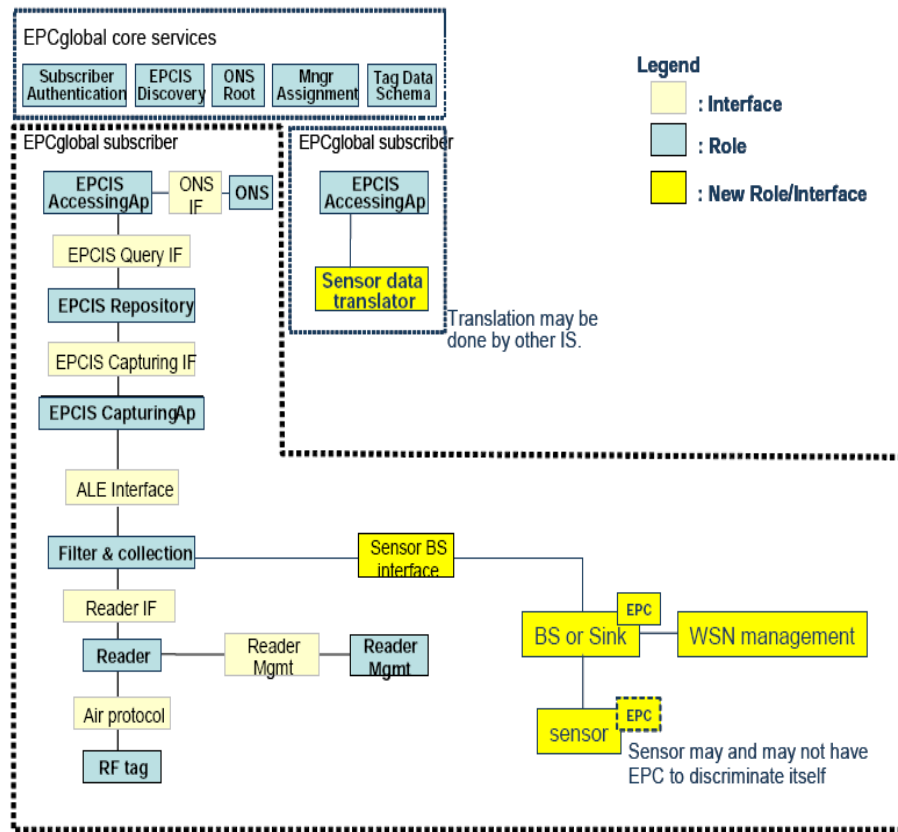 EPCglobal core services
Subscriber
Authentication
EPCIS
Discovery
ONS
Root
Mngr
Assignment
Tag Data
Schema
Legend
: Interface
: Role
: New Role/Interface
EPCglobal subscriber
EPCIS
AccessingAp
ONS
IF
ONS
EPCIS Query IF
EPCIS Repository
EPCIS Capturing IF
EPCIS CapturingAp
ALE Interface
EPCglobal subscriber
EPCIS
AccessingAp
Sensor data
translator
Translation may be
done by other IS.
Filter & collection
Sensor BS
interface
Reader IF
EPC
BS or Sink
WSN management
Reader
Reader
Mgmt
Reader
Mgmt
Air protocol
EPC
sensor
RF tag
Sensor may and may not have
EPC to discriminate itself